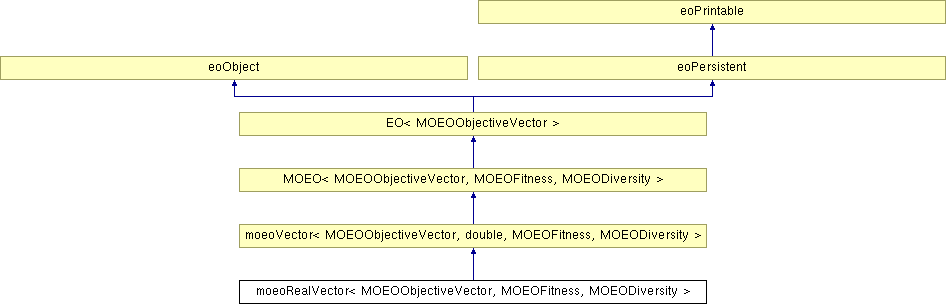 eoPrintable
eoObject
eoPersistent
EO< MOEOObjectiveVector >
MOEO< MOEOObjectiveVector, MOEOFitness, MOEODiversity >
moeoVector< MOEOObjectiveVector, double, MOEOFitness, MOEODiversity >
moeoRealVector< MOEOObjectiveVector, MOEOFitness, MOEODiversity >